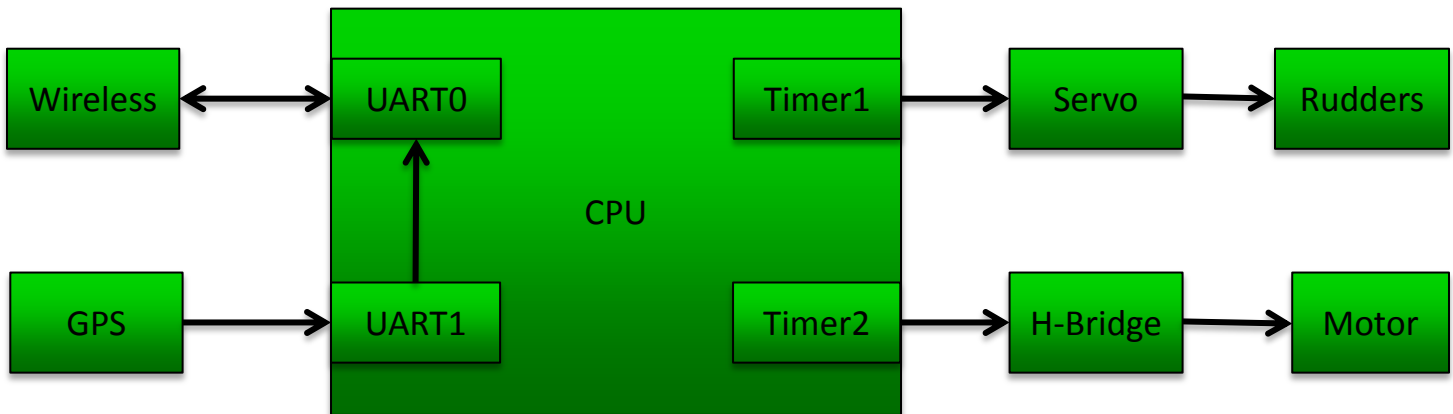 Wireless
UART0
Timer1
Servo
Rudders
CPU
GPS
UART1
Timer2
H-Bridge
Motor